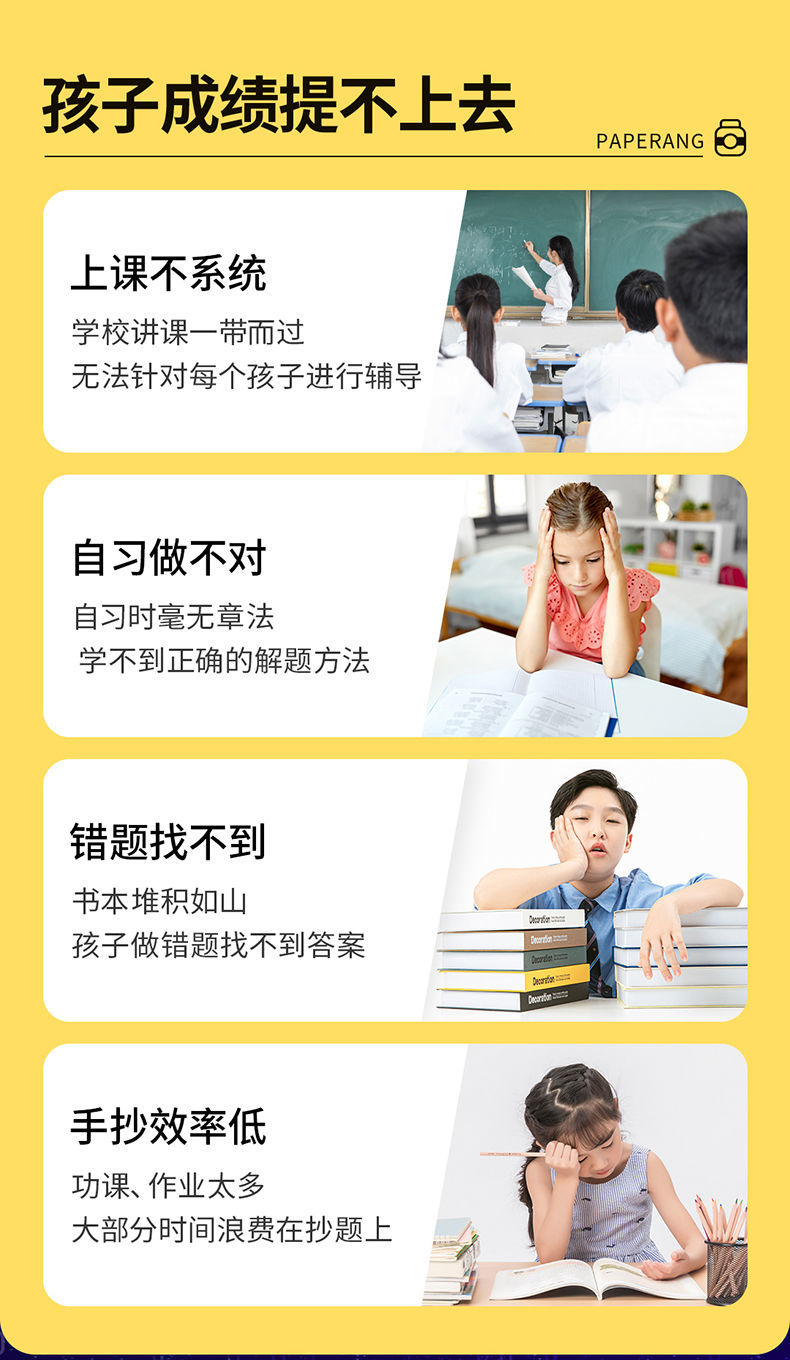 孩子成绩提不上去
PAPERANG
上课不系统
学校讲课一带而过
无法针对每个孩子进行辅导
自习做不对
自习时毫无章法
学不到正确的解题方法
错题找不到
书本堆积如山
孩子做错题找不到答案
Decoration
Decoration
Decoration
Decoration
Decoration
手抄效率低
功课、作业太多
大部分时间浪费在抄题上